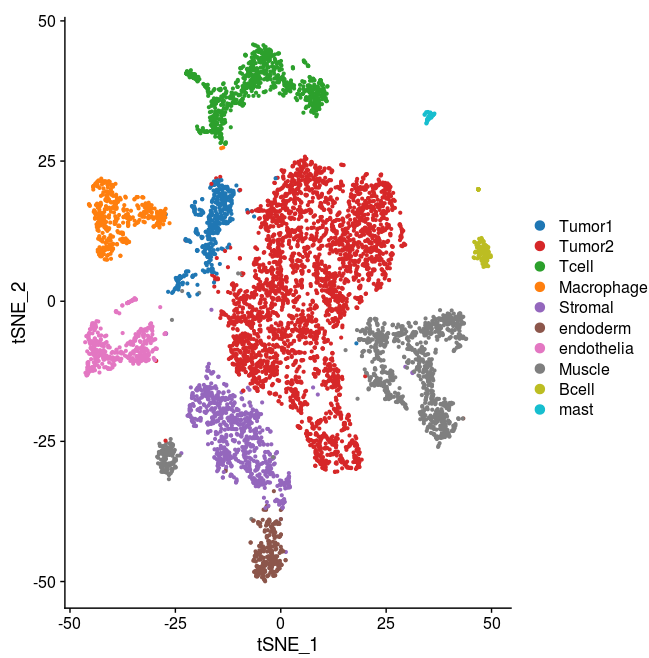 50
25
0
-25
-50
tSNE_2
-50
-25
0
25
50
tSNE_1
Tumor1
Tumor2
Tcell
Macrophage
Stromal
endoderm
endothelia
Muscle
Bcell
mast